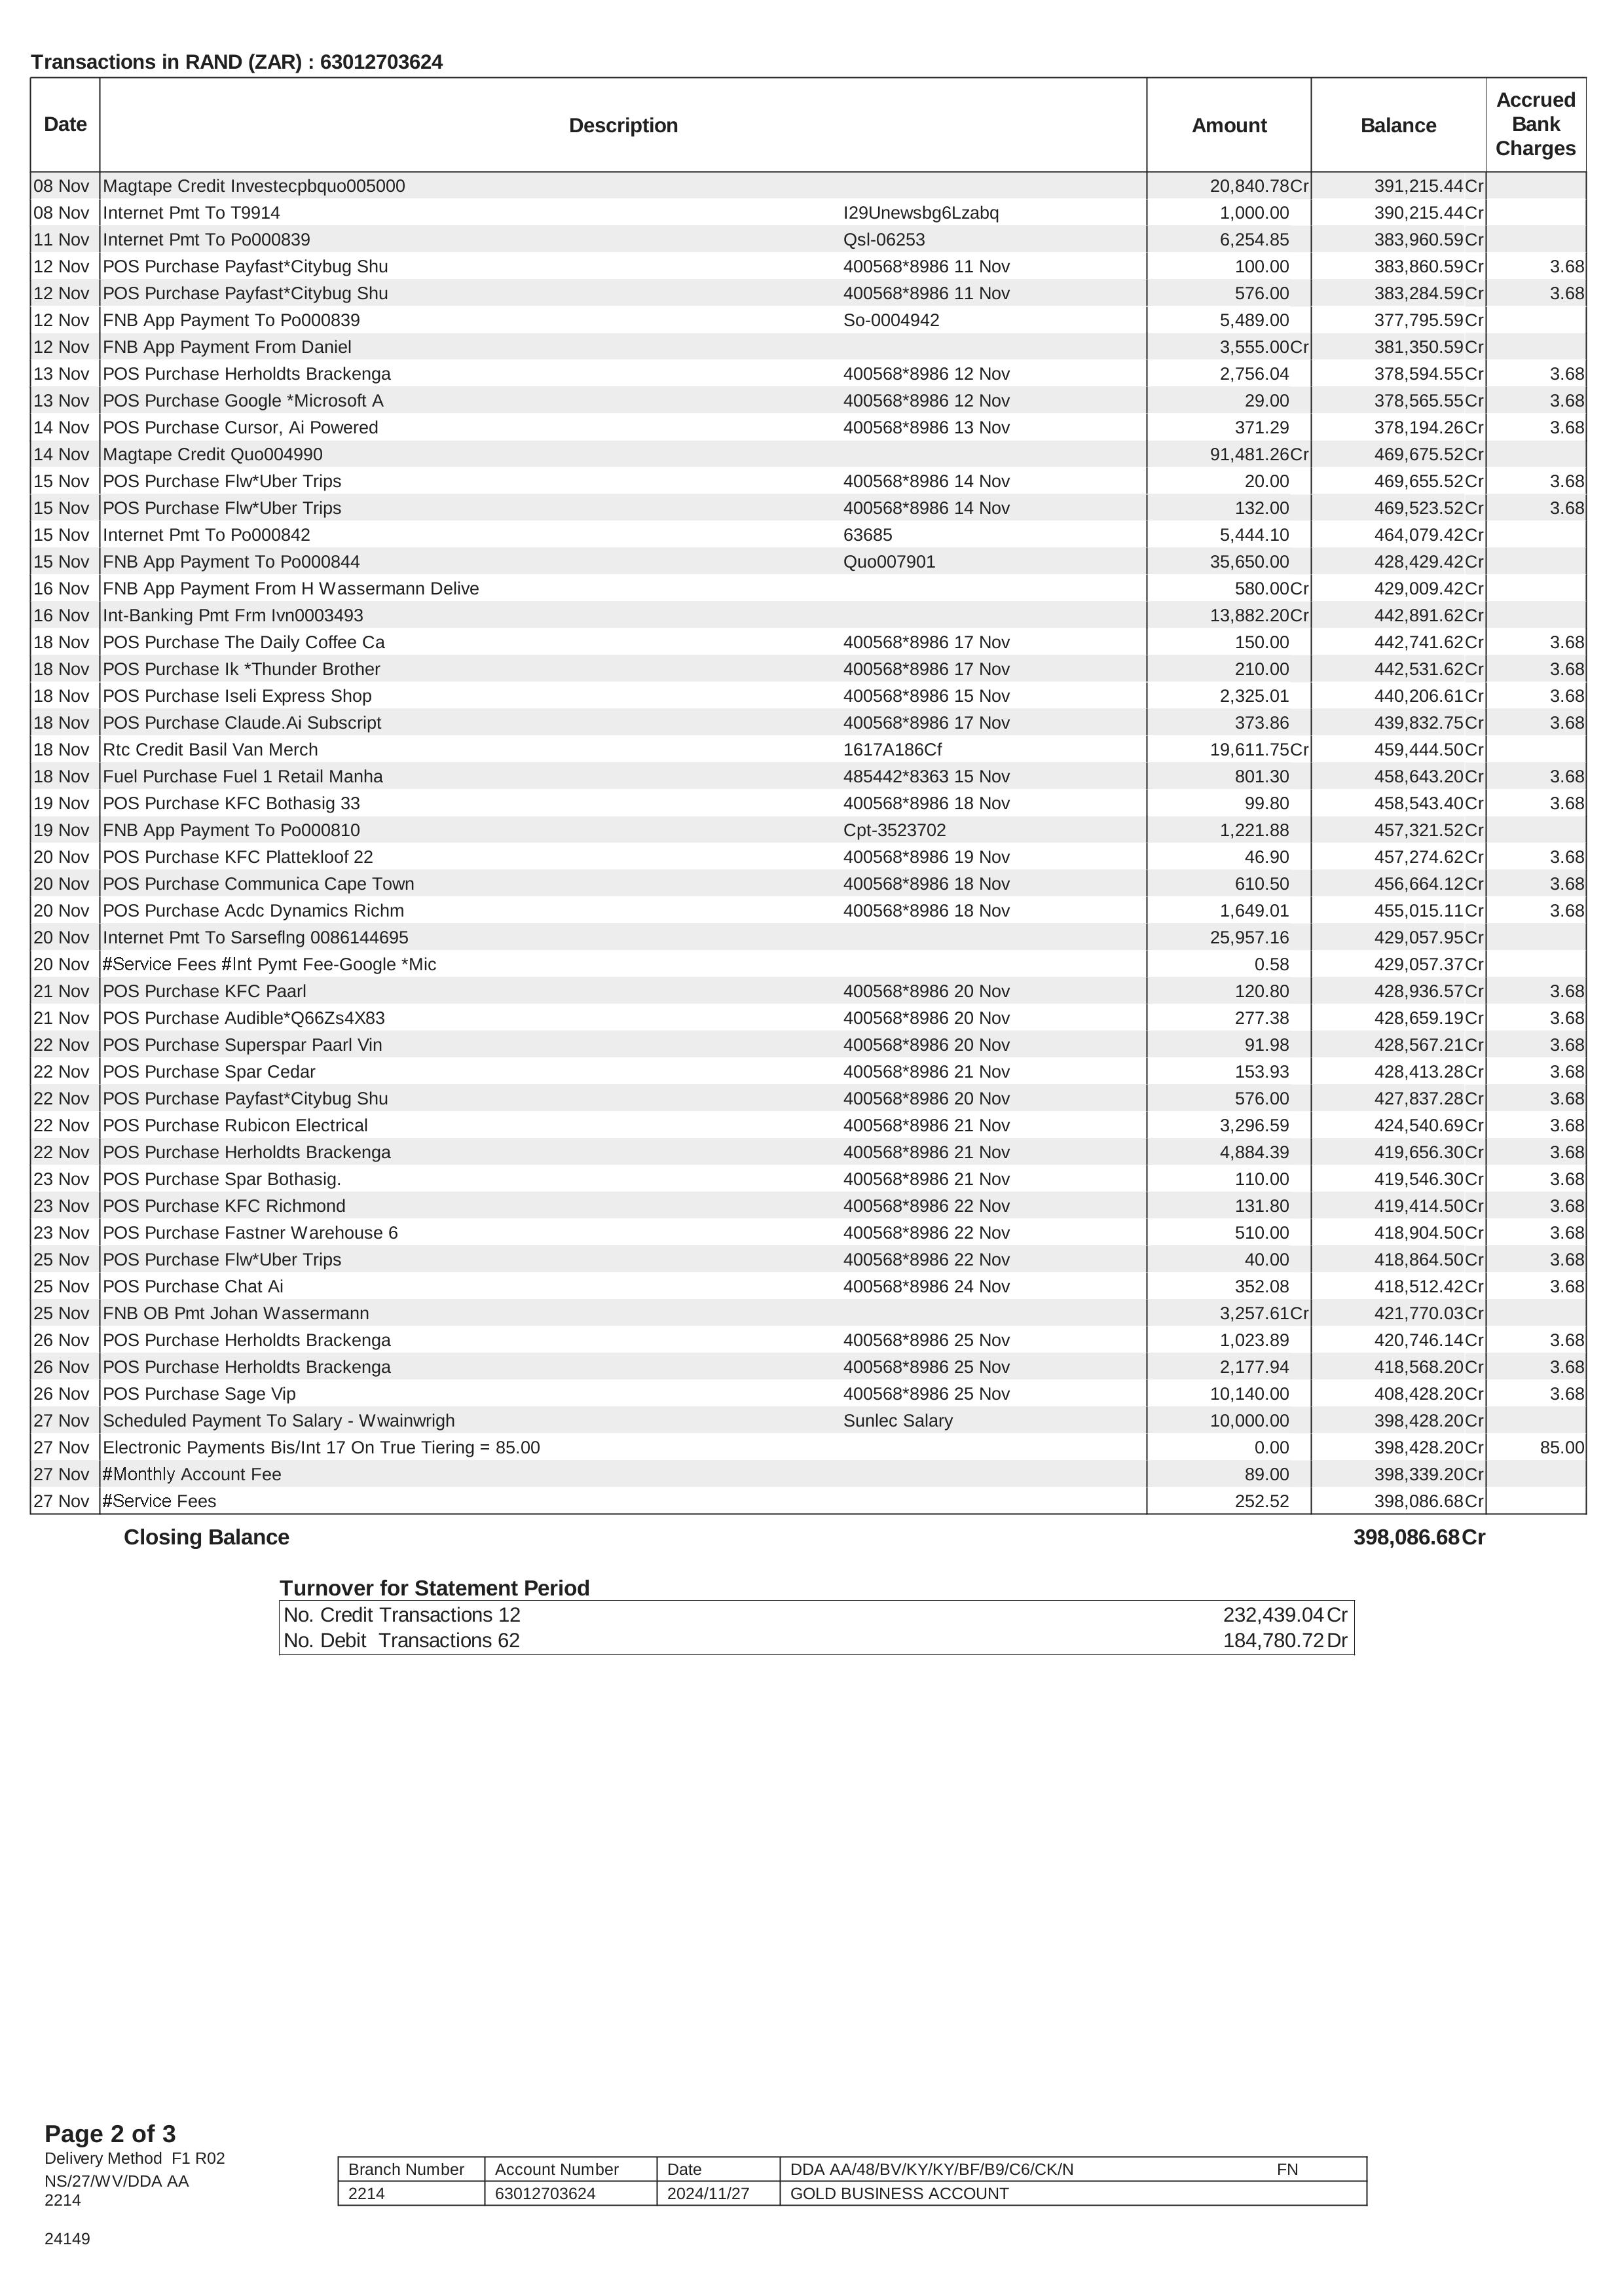 Transactions in RAND (ZAR) : 63012703624
Date Description Amount Balance Accrued Bank Charges
08 Nov Magtape Credit Investecpbquo005000 20,840.78Cr 391,215.44Cr
08 Nov Internet Pmt To T9914 I29Unewsbg6Lzabq 1,000.00 390,215.44Cr
11 Nov Internet Pmt To Po000839 Qsl-06253 6,254.85 383,960.59Cr
12 Nov POS Purchase Payfast*Citybug Shu 400568*8986 11 Nov 100.00 383,860.59Cr 3.68
12 Nov POS Purchase Payfast*Citybug Shu 400568*8986 11 Nov 576.00 383,284.59Cr 3.68
12 Nov FNB App Payment To Po000839 So-0004942 5,489.00 377,795.59Cr
12 Nov FNB App Payment From Daniel 3,555.00Cr 381,350.59Cr
13 Nov POS Purchase Herholdts Brackenga 400568*8986 12 Nov 2,756.04 378,594.55Cr 3.68
13 Nov POS Purchase Google *Microsoft A 400568*8986 12 Nov 29.00 378,565.55Cr 3.68
14 Nov POS Purchase Cursor, Ai Powered 400568*8986 13 Nov 371.29 378,194.26Cr 3.68
14 Nov Magtape Credit Quo004990 91,481.26Cr 469,675.52Cr
15 Nov POS Purchase Flw*Uber Trips 400568*8986 14 Nov 20.00 469,655.52Cr 3.68
15 Nov POS Purchase Flw*Uber Trips 400568*8986 14 Nov 132.00 469,523.52Cr 3.68
15 Nov Internet Pmt To Po000842 63685 5,444.10 464,079.42Cr
15 Nov FNB App Payment To Po000844 Quo007901 35,650.00 428,429.42Cr
16 Nov FNB App Payment From H Wassermann Delive 580.00Cr 429,009.42Cr
16 Nov Int-Banking Pmt Frm Ivn0003493 13,882.20Cr 442,891.62Cr
18 Nov POS Purchase The Daily Coffee Ca 400568*8986 17 Nov 150.00 442,741.62Cr 3.68
18 Nov POS Purchase Ik *Thunder Brother 400568*8986 17 Nov 210.00 442,531.62Cr 3.68
18 Nov POS Purchase Iseli Express Shop 400568*8986 15 Nov 2,325.01 440,206.61Cr 3.68
18 Nov POS Purchase Claude.Ai Subscript 400568*8986 17 Nov 373.86 439,832.75Cr 3.68
18 Nov Rtc Credit Basil Van Merch 1617A186Cf 19,611.75Cr 459,444.50Cr
18 Nov Fuel Purchase Fuel 1 Retail Manha 485442*8363 15 Nov 801.30 458,643.20Cr 3.68
19 Nov POS Purchase KFC Bothasig 33 400568*8986 18 Nov 99.80 458,543.40Cr 3.68
19 Nov FNB App Payment To Po000810 Cpt-3523702 1,221.88 457,321.52Cr
20 Nov POS Purchase KFC Plattekloof 22 400568*8986 19 Nov 46.90 457,274.62Cr 3.68
20 Nov POS Purchase Communica Cape Town 400568*8986 18 Nov 610.50 456,664.12Cr 3.68
20 Nov POS Purchase Acdc Dynamics Richm 400568*8986 18 Nov 1,649.01 455,015.11Cr 3.68
20 Nov Internet Pmt To Sarseflng 0086144695 25,957.16 429,057.95Cr
20 Nov #Service Fees #Int Pymt Fee-Google *Mic 0.58 429,057.37Cr
21 Nov POS Purchase KFC Paarl 400568*8986 20 Nov 120.80 428,936.57Cr 3.68
21 Nov POS Purchase Audible*Q66Zs4X83 400568*8986 20 Nov 277.38 428,659.19Cr 3.68
22 Nov POS Purchase Superspar Paarl Vin 400568*8986 20 Nov 91.98 428,567.21Cr 3.68
22 Nov POS Purchase Spar Cedar 400568*8986 21 Nov 153.93 428,413.28Cr 3.68
22 Nov POS Purchase Payfast*Citybug Shu 400568*8986 20 Nov 576.00 427,837.28Cr 3.68
22 Nov POS Purchase Rubicon Electrical 400568*8986 21 Nov 3,296.59 424,540.69Cr 3.68
22 Nov POS Purchase Herholdts Brackenga 400568*8986 21 Nov 4,884.39 419,656.30Cr 3.68
23 Nov POS Purchase Spar Bothasig. 400568*8986 21 Nov 110.00 419,546.30Cr 3.68
23 Nov POS Purchase KFC Richmond 400568*8986 22 Nov 131.80 419,414.50Cr 3.68
23 Nov POS Purchase Fastner Warehouse 6 400568*8986 22 Nov 510.00 418,904.50Cr 3.68
25 Nov POS Purchase Flw*Uber Trips 400568*8986 22 Nov 40.00 418,864.50Cr 3.68
25 Nov POS Purchase Chat Ai 400568*8986 24 Nov 352.08 418,512.42Cr 3.68
25 Nov FNB OB Pmt Johan Wassermann 3,257.61Cr 421,770.03Cr
26 Nov POS Purchase Herholdts Brackenga 400568*8986 25 Nov 1,023.89 420,746.14Cr 3.68
26 Nov POS Purchase Herholdts Brackenga 400568*8986 25 Nov 2,177.94 418,568.20Cr 3.68
26 Nov POS Purchase Sage Vip 400568*8986 25 Nov 10,140.00 408,428.20Cr 3.68
27 Nov Scheduled Payment To Salary - Wwainwrigh Sunlec Salary 10,000.00 398,428.20Cr
27 Nov Electronic Payments Bis/Int 17 On True Tiering = 85.00 0.00 398,428.20Cr 85.00
27 Nov #Monthly Account Fee 89.00 398,339.20Cr
27 Nov #Service Fees 252.52 398,086.68Cr
Closing Balance 398,086.68Cr
Turnover for Statement Period
No. Credit Transactions 12 232,439.04Cr
No. Debit Transactions 62 184,780.72Dr
Page 2 of 3
Delivery Method F1 R02
NS/27/WV/DDA AA
2214
24149
Branch Number Account Number Date DDA AA/48/BV/KY/KY/BF/B9/C6/CK/N FN
2214 63012703624 2024/11/27 GOLD BUSINESS ACCOUNT